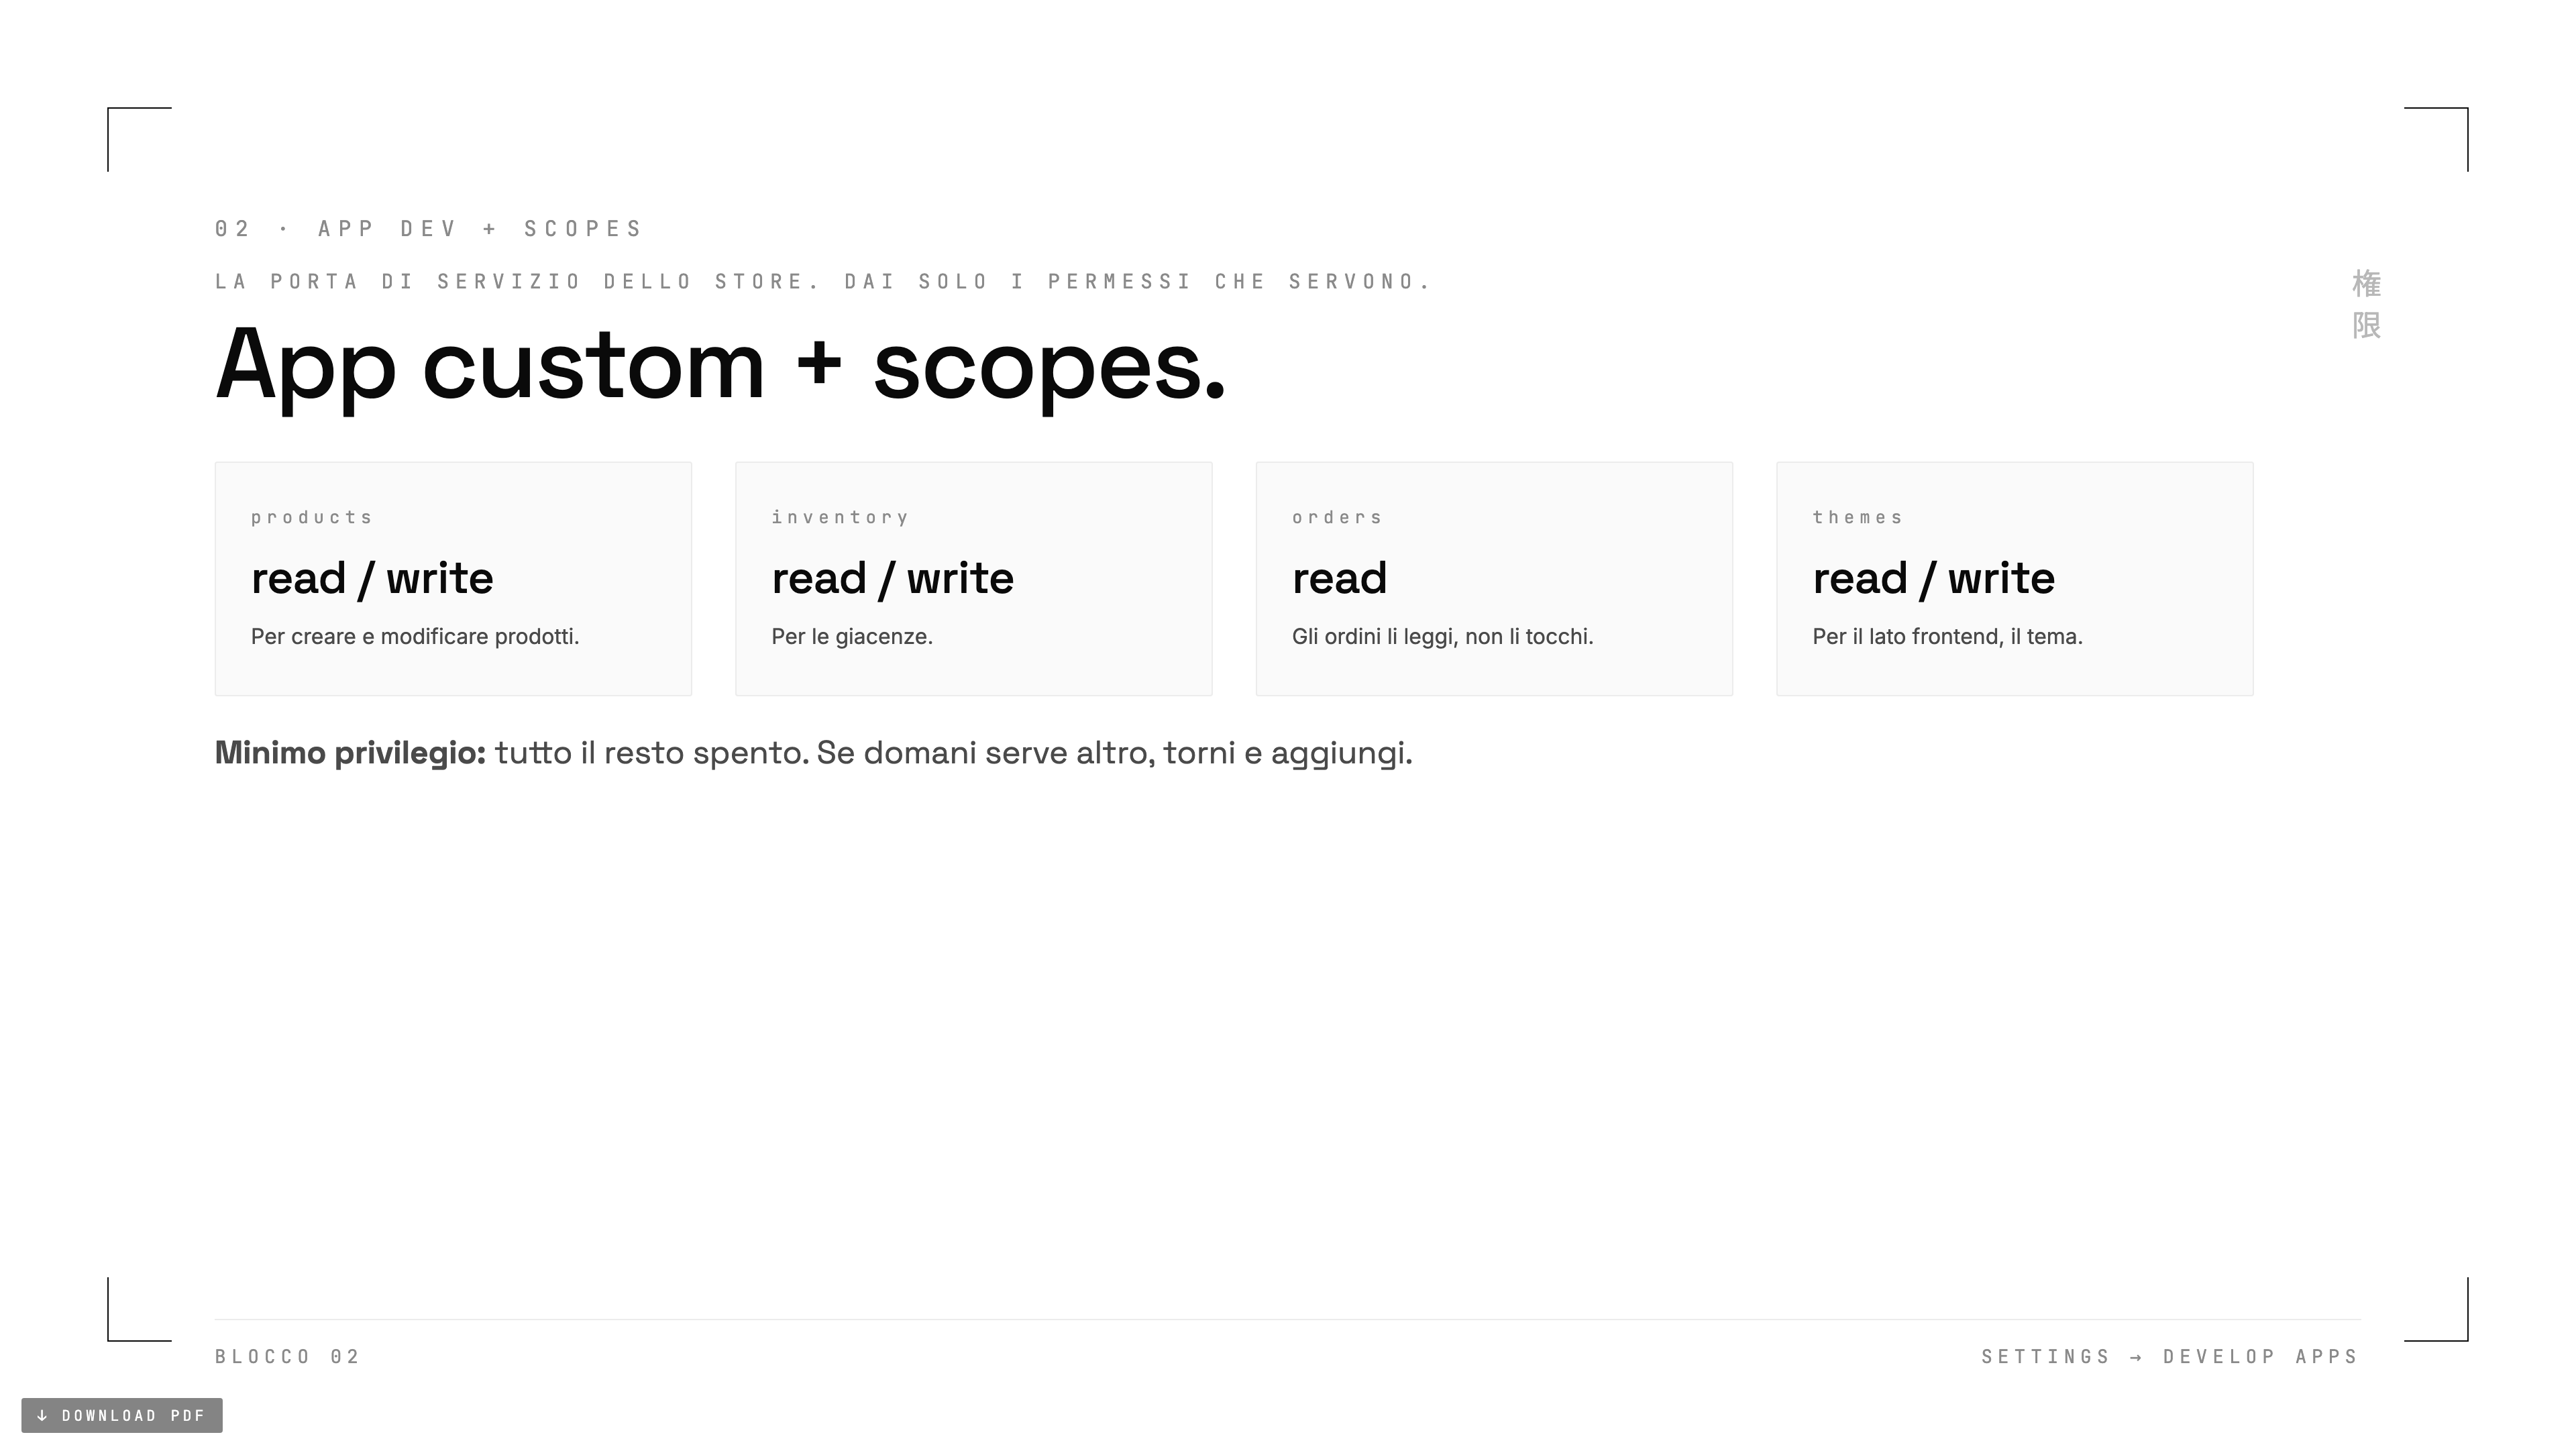 02 · APP DEV + SCOPES
LA PORTA DI SERVIZIO DELLO STORE. DAI SOLO I PERMESSI CHE SERVONO.
権限
App custom + scopes.
products
read / write
Per creare e modificare prodotti.
inventory
read / write
Per le giacenze.
orders
read
Gli ordini li leggi, non li tocchi.
themes
read / write
Per il lato frontend, il tema.
Minimo privilegio: tutto il resto spento. Se domani serve altro, torni e aggiungi.
BLOCCO 02
SETTINGS → DEVELOP APPS
↓ DOWNLOAD PDF